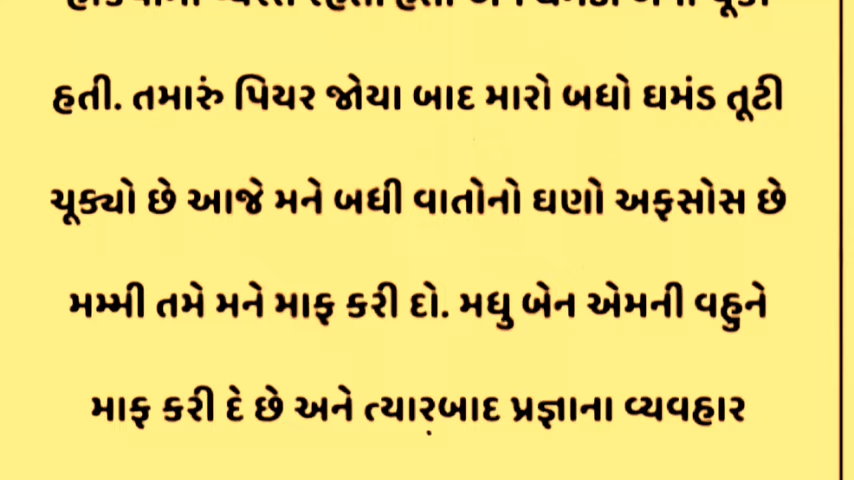 હતી. તમારું પિયર જોયા બાદ મારો બધો ઘમંડ તૂટી
ચૂક્યો છે આજે મને બધી વાતોનો ઘણો અફસોસ છે
મમ્મી તમે મને માફ કરી દો. મધુ બેન એમની વહુને
માફ કરી દે છે અને ત્યારબાદ પ્રજ્ઞાના વ્યવહાર